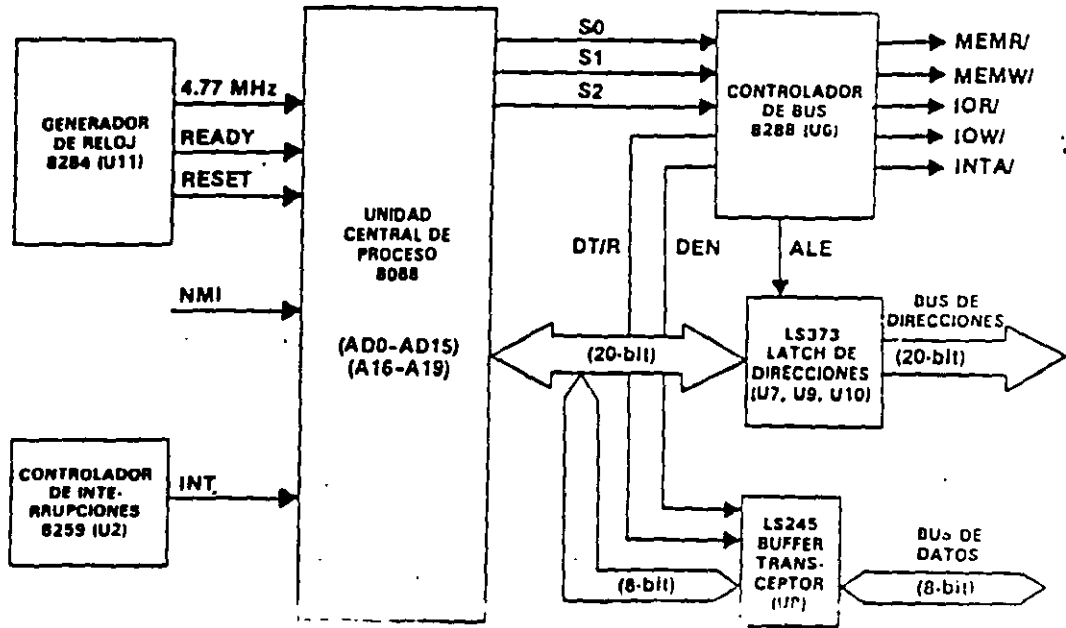 GENERADOR
DE RELOJ
8284 (U11)
4.77 MHz
READY
RESET
NMI
CONTROLADOR
DE INTE-
RRUPCIONES
8259 (U2)
INT
UNIDAD
CENTRAL DE
PROCESO
8088
(AD0-AD15)
(A16-A19)
S0
S1
S2
CONTROLADOR
DE BUS
8288 (U6)
MEMR/
MEMW/
IOR/
IOW/
INTA/
DT/R
DEN
ALE
(20-bit)
LS373
LATCH DE
DIRECCIONES
(U7, U9, U10)
BUS DE
DIRECCIONES
(20-bit)
(8-bit)
LS245
BUFFER
TRANS-
CEPTOR
BUS DE
DATOS
(8-bit)